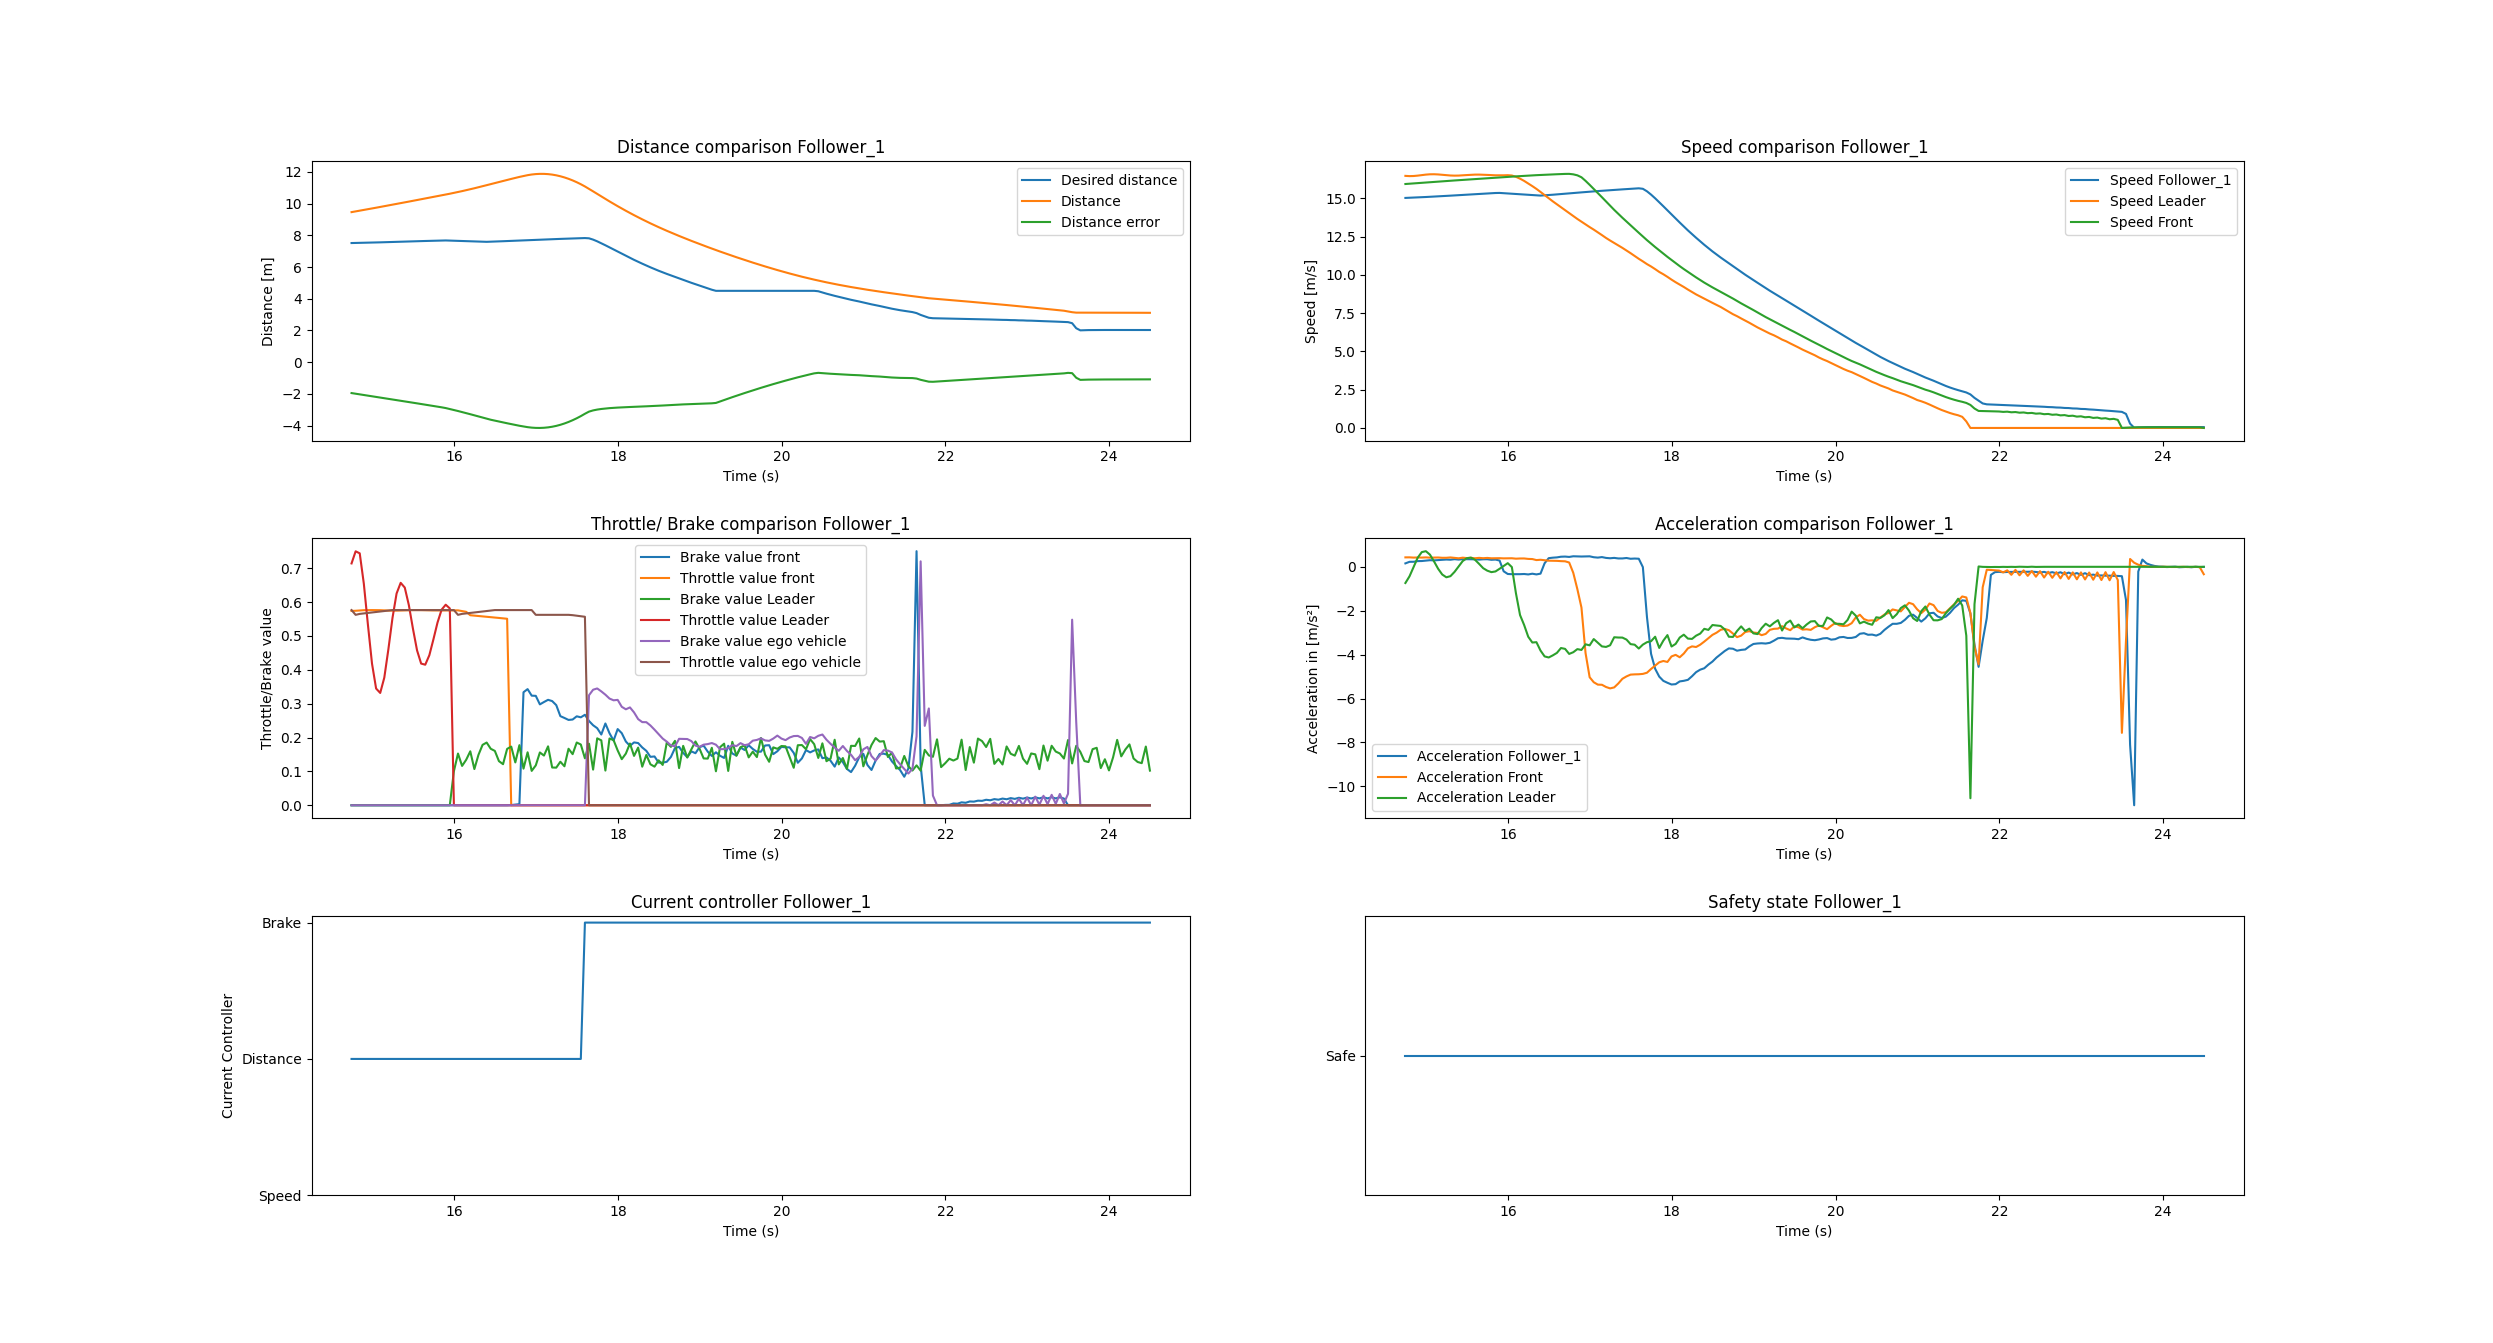 Distance comparison Follower_1
12
10
8
6
4
2
0
−2
−4
Distance [m]
Desired distance
Distance
Distance error
16 18 20 22 24
Time (s)
Speed comparison Follower_1
15.0
12.5
10.0
7.5
5.0
2.5
0.0
Speed [m/s]
Speed Follower_1
Speed Leader
Speed Front
16 18 20 22 24
Time (s)
Throttle/ Brake comparison Follower_1
0.7
0.6
0.5
0.4
0.3
0.2
0.1
0.0
Throttle/Brake value
Brake value front
Throttle value front
Brake value Leader
Throttle value Leader
Brake value ego vehicle
Throttle value ego vehicle
16 18 20 22 24
Time (s)
Acceleration comparison Follower_1
0
−2
−4
−6
−8
−10
Acceleration in [m/s²]
Acceleration Follower_1
Acceleration Front
Acceleration Leader
16 18 20 22 24
Time (s)
Current controller Follower_1
Brake
Distance
Speed
Current Controller
16 18 20 22 24
Time (s)
Safety state Follower_1
Safe
16 18 20 22 24
Time (s)